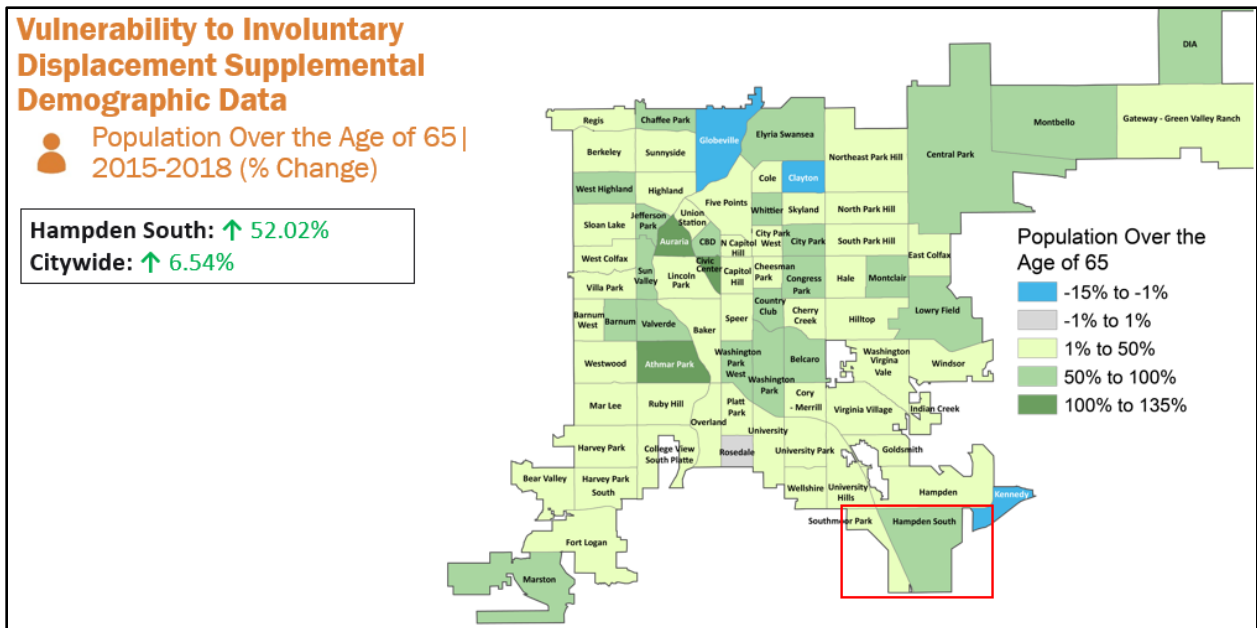 Vulnerability to Involuntary
Displacement Supplemental
Demographic Data
Population Over the Age of 65|
2015-2018 (% Change)
Hampden South: ↑ 52.02%
Citywide: ↑ 6.54%
DIA
Regis
Chaffee Park
Globeville
Elyria Swansea
Montbello
Gateway - Green Valley Ranch
Berkeley
Sunnyside
Northeast Park Hill
Central Park
West Highland
Highland
Cole
Clayton
Five Points
Sloan Lake
Jefferson
Park
Union
Station
Whittier
Skyland
North Park Hill
Auraria
CBD
N Capitol
Hill
City Park
West
City Park
South Park Hill
West Colfax
Sun
Valley
Lincoln
Park
Civic
Center
Capitol
Hill
Cheesman
Park
Congress
Park
Hale
Montclair
East Colfax
Villa Park
Barnum
West
Barnum
Valverde
Baker
Speer
Country
Club
Cherry
Creek
Hilltop
Lowry Field
Westwood
Athmar Park
Washington
Park
West
Washington
Park
Belcaro
Washington
Virginia
Vale
Windsor
Mar Lee
Ruby Hill
Overland
Platt
Park
University
Cory
- Merrill
Virginia Village
Indian Creek
Harvey Park
College View
South Platte
Rosedale
University Park
Goldsmith
Bear Valley
Harvey Park
South
Wellshire
University
Hills
Hampden
Kennedy
Southmoor Park
Hampden South
Fort Logan
Marston
Population Over the
Age of 65
-15% to -1%
-1% to 1%
1% to 50%
50% to 100%
100% to 135%